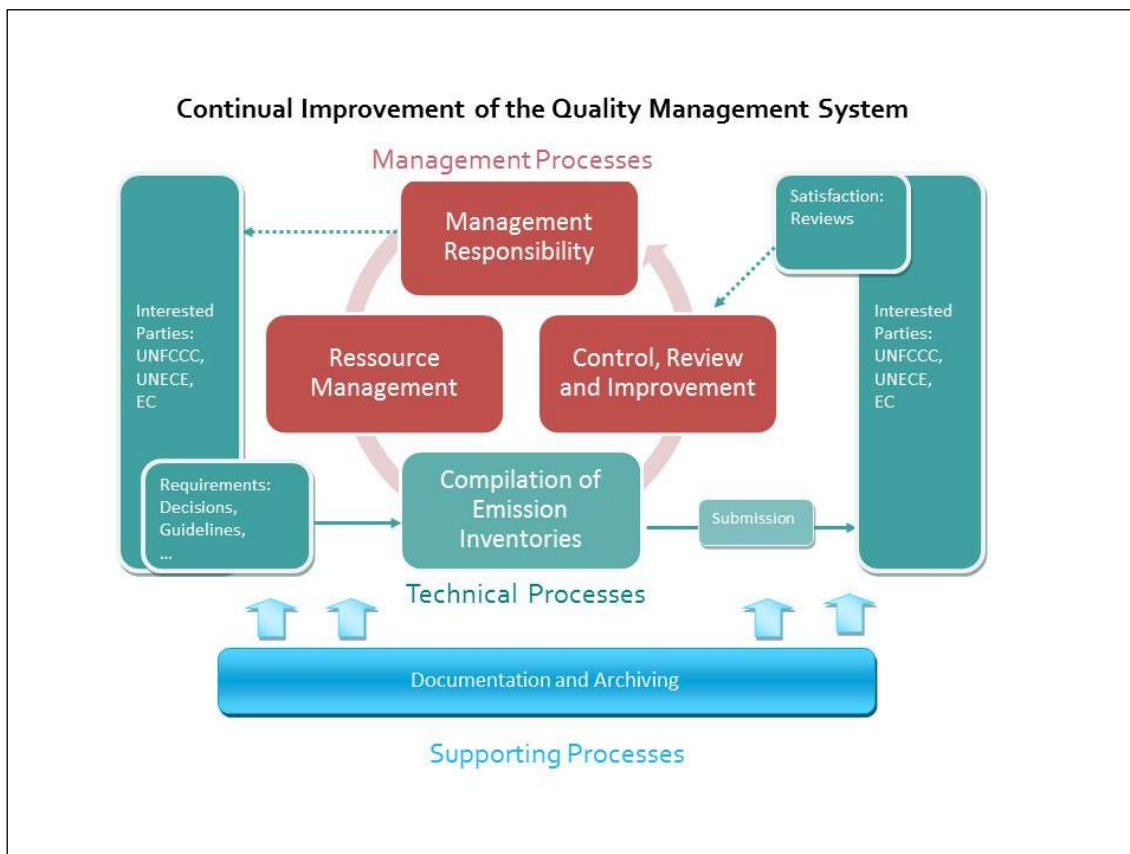 Continual Improvement of the Quality Management System
Management Processes
Management
Responsibility
Satisfaction:
Reviews
Interested
Parties:
UNFCCC,
UNECE,
EC
Ressource
Management
Control, Review
and Improvement
Interested
Parties:
UNFCCC,
UNECE,
EC
Requirements:
Decisions,
Guidelines,
...
Compilation of
Emission
Inventories
Submission
Technical Processes
Documentation and Archiving
Supporting Processes